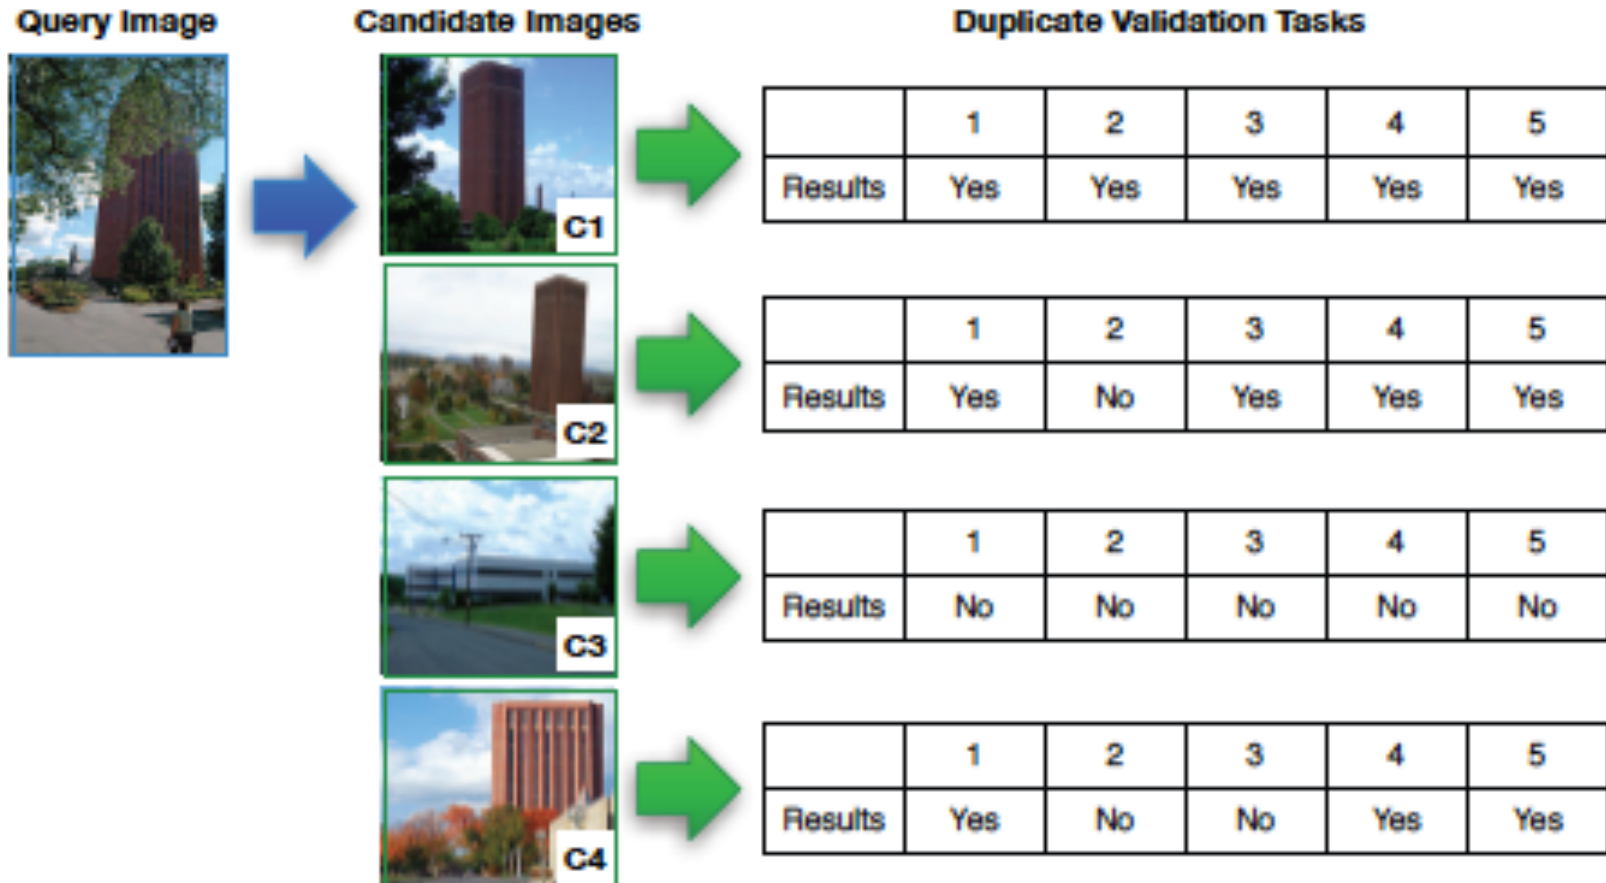 Query Image Candidate Images Duplicate Validation Tasks
C1
1 2 3 4 5
Results Yes Yes Yes Yes Yes
C2
1 2 3 4 5
Results Yes No Yes Yes Yes
C3
1 2 3 4 5
Results No No No No No
C4
1 2 3 4 5
Results Yes No No Yes Yes